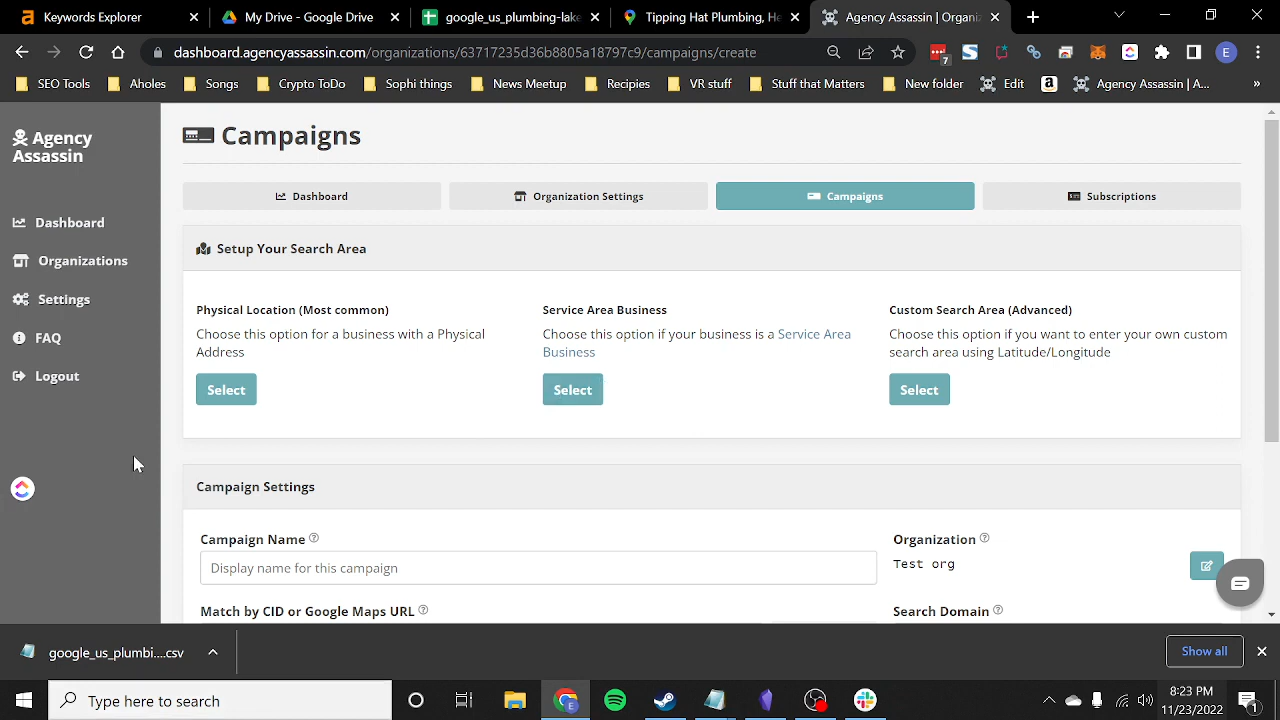 Keywords Explorer
My Drive - Google Drive
google_us_plumbing-lake
Tipping Hat Plumbing, He
Agency Assassin | Organiz
dashboard.agencyassassin.com/organizations/63717235d36b8805a18797c9/campaigns/create
7
E
SEO Tools
Aholes
Songs
Crypto ToDo
Sophi things
News Meetup
Recipies
VR stuff
Stuff that Matters
New folder
Edit
Agency Assassin | A...
»
Agency
Assassin
Dashboard
Organizations
Settings
FAQ
Logout
Campaigns
Dashboard
Organization Settings
Campaigns
Subscriptions
Setup Your Search Area
Physical Location (Most common)
Choose this option for a business with a Physical
Address
Select
Service Area Business
Choose this option if your business is a Service Area
Business
Select
Custom Search Area (Advanced)
Choose this option if you want to enter your own custom
search area using Latitude/Longitude
Select
Campaign Settings
Campaign Name
Display name for this campaign
Organization
Test org
Match by CID or Google Maps URL
Search Domain
google_us_plumbi....csv
Show all
Type here to search
8:23 PM
11/23/2022
1